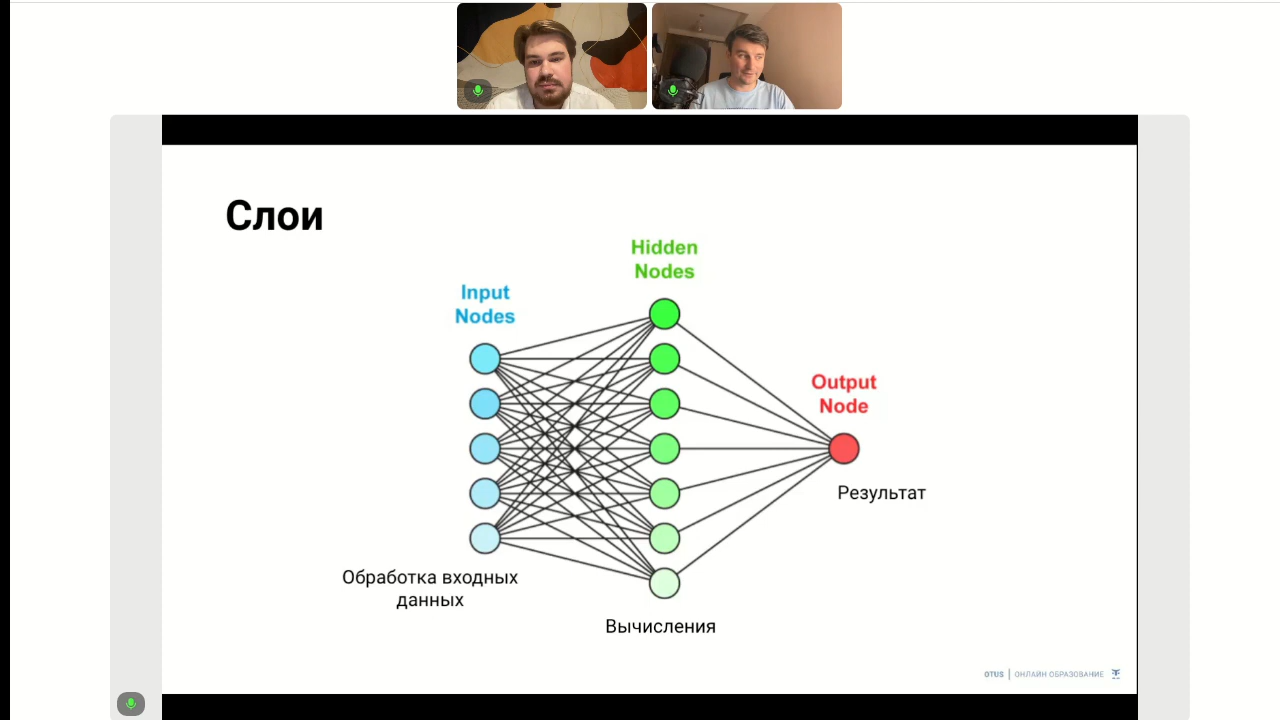 Слои
Hidden
Nodes
Input
Nodes
Output
Node
Результат
Обработка входных
данных
Вычисления
OTUS | ОНЛАЙН ОБРАЗОВАНИЕ